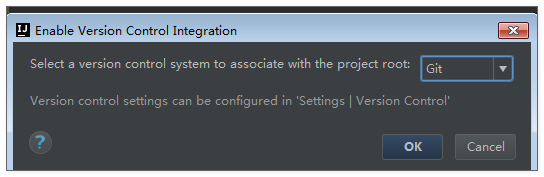 IJ Enable Version Control Integration
Select a version control system to associate with the project root: Git
Version control settings can be configured in 'Settings | Version Control'
? OK Cancel